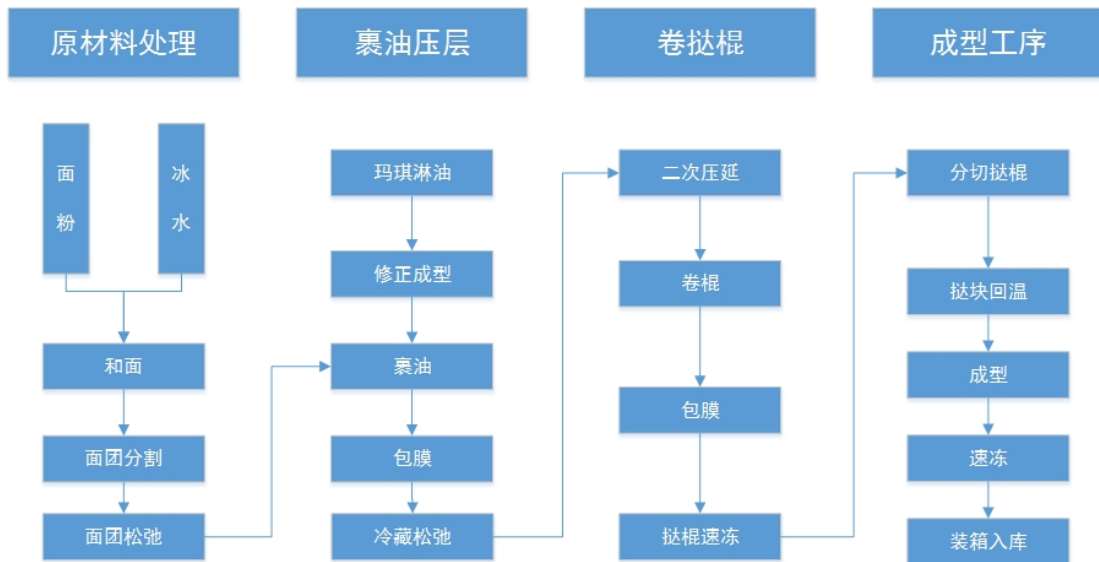 原材料处理
裹油压层
卷挞棍
成型工序
面粉
冰水
和面
面团分割
面团松弛
玛琪淋油
修正成型
裹油
包膜
冷藏松弛
二次压延
卷棍
包膜
挞棍速冻
分切挞棍
挞块回温
成型
速冻
装箱入库